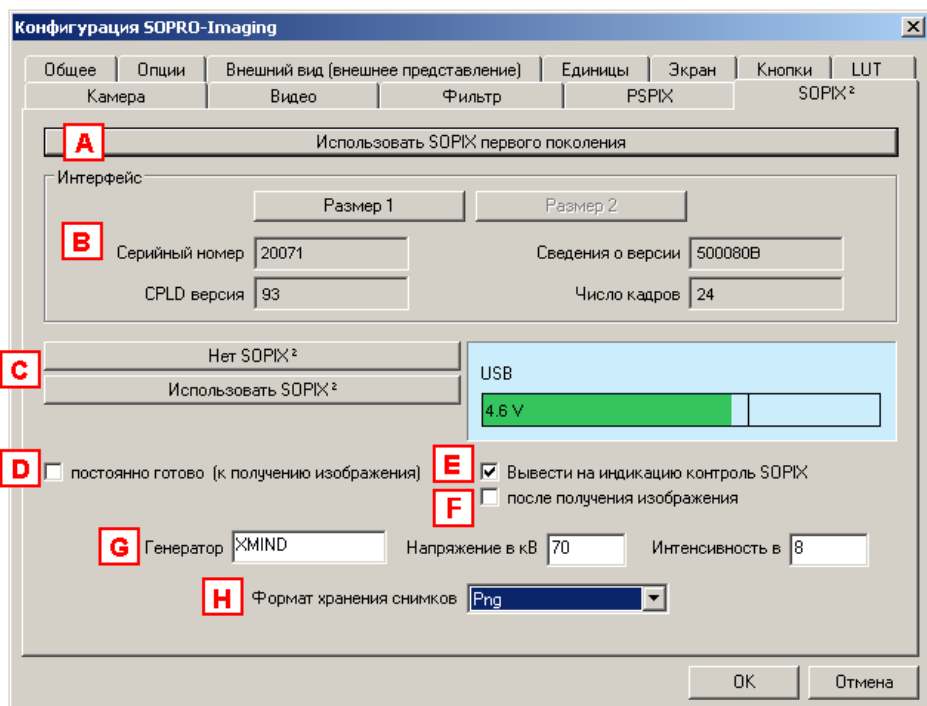 Конфигурация SOPRO-Imaging
Общее Опции Внешний вид (внешнее представление) Единицы Экран Кнопки LUT
Камера Видео Фильтр PSPIX SOPIX²
A Использовать SOPIX первого поколения
Интерфейс
Размер 1 Размер 2
B Серийный номер 20071 Сведения о версии 500080B
CPLD версия 93 Число кадров 24
C Нет SOPIX²
Использовать SOPIX²
USB
4.6 V
D постоянно готово (к получению изображения) E Вывести на индикацию контроль SOPIX
F после получения изображения
G Генератор XMIND Напряжение в кВ 70 Интенсивность в 8
H Формат хранения снимков Png
OK Отмена